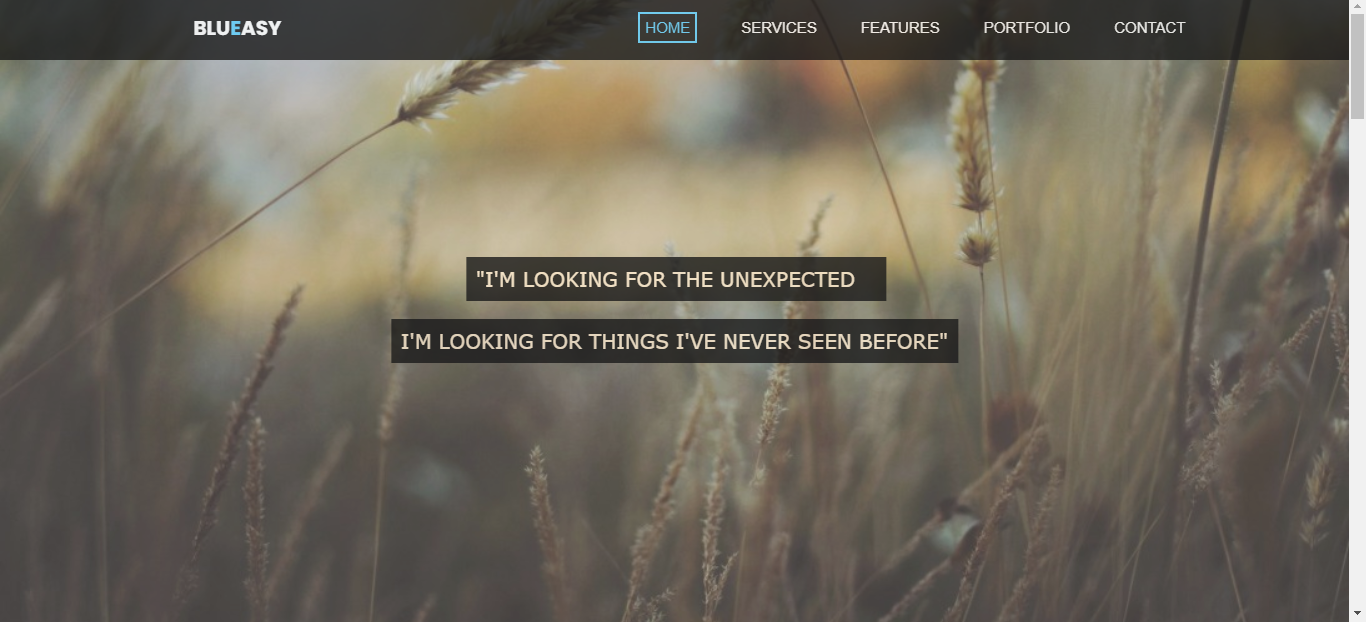 BLUEASY
HOME SERVICES FEATURES PORTFOLIO CONTACT
"I'M LOOKING FOR THE UNEXPECTED
I'M LOOKING FOR THINGS I'VE NEVER SEEN BEFORE"